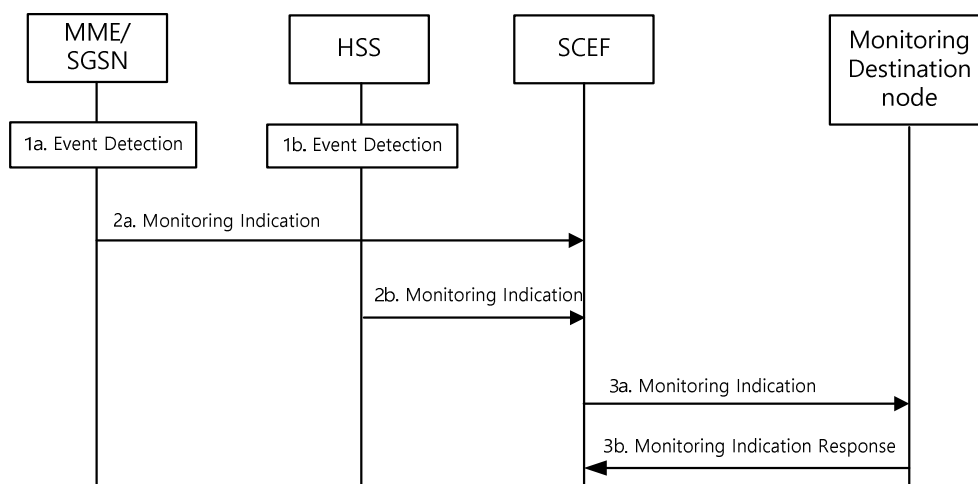 MME/
SGSN
HSS
SCEF
Monitoring
Destination
node
1a. Event Detection
1b. Event Detection
2a. Monitoring Indication
2b. Monitoring Indication
3a. Monitoring Indication
3b. Monitoring Indication Response